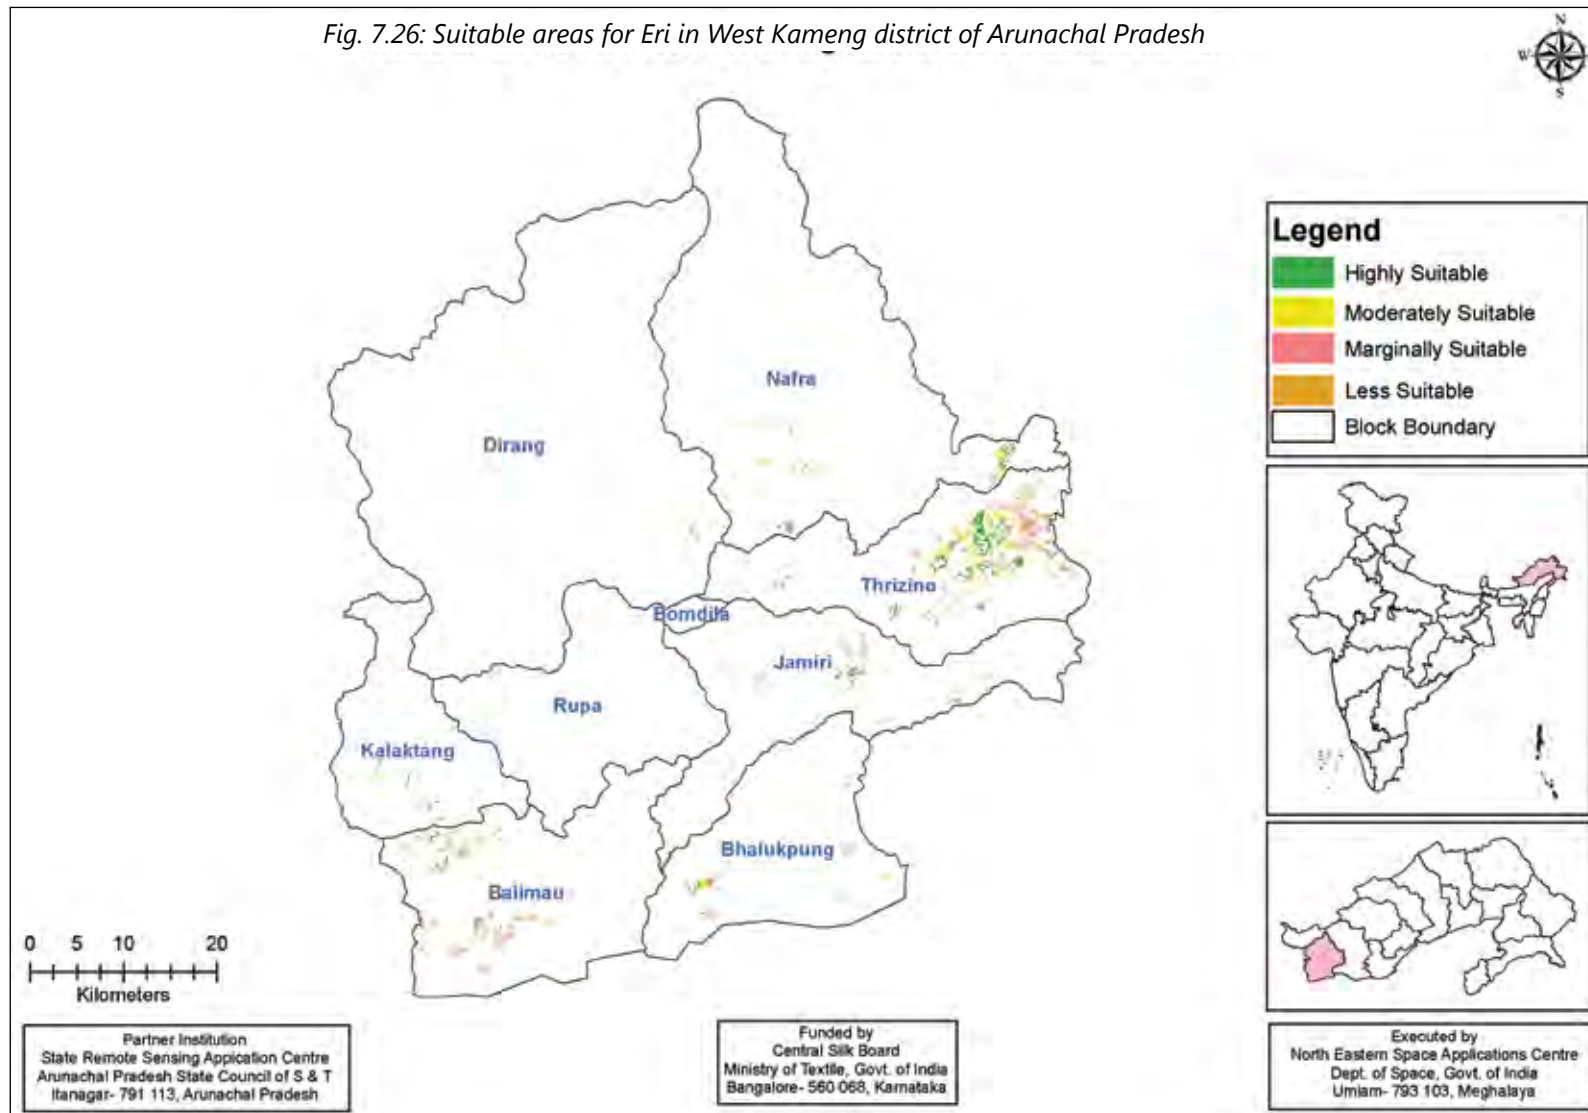 Fig. 7.26: Suitable areas for Eri in West Kameng district of Arunachal Pradesh
N
W
S
Legend
Highly Suitable
Moderately Suitable
Marginally Suitable
Less Suitable
Block Boundary
Nafra
Dirang
Thrizino
Bomdila
Jamiri
Rupa
Kalaktang
Bhalukpung
Balimau
0 5 10 20
Kilometers
Partner Institution
State Remote Sensing Appication Centre
Arunachal Pradesh State Council of S & T
Itanagar- 791 113, Arunachal Pradesh
Funded by
Central Silk Board
Ministry of Textile, Govt. of India
Bangalore- 560 068, Karnataka
Executed by
North Eastern Space Applications Centre
Dept. of Space, Govt. of India
Umiam- 793 103, Meghalaya